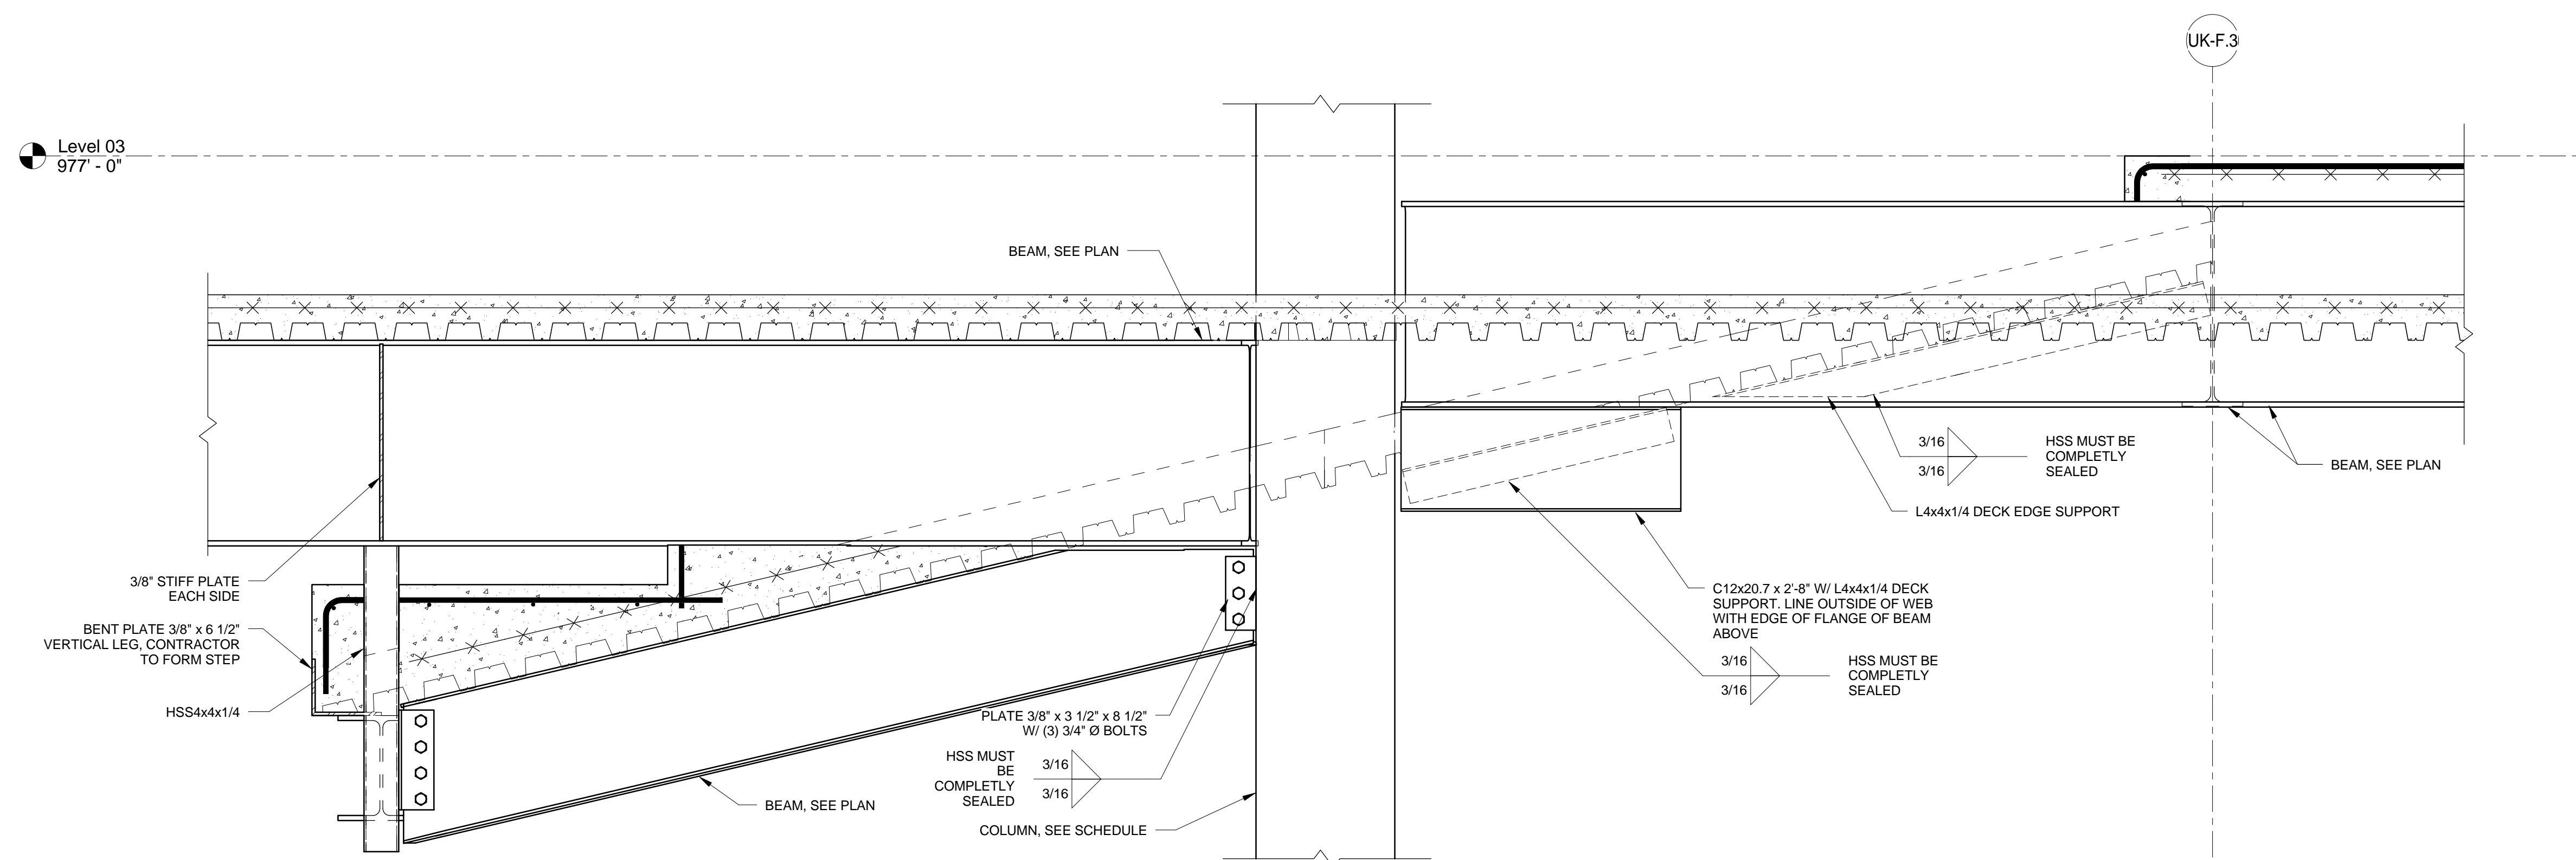 UK-F.3
Level 03
977' - 0"
BEAM, SEE PLAN
3/16
3/16
HSS MUST BE
COMPLETLY
SEALED
BEAM, SEE PLAN
L4x4x1/4 DECK EDGE SUPPORT
3/8" STIFF PLATE
EACH SIDE
BENT PLATE 3/8" x 6 1/2"
VERTICAL LEG, CONTRACTOR
TO FORM STEP
HSS4x4x1/4
C12x20.7 x 2'-8" W/ L4x4x1/4 DECK
SUPPORT. LINE OUTSIDE OF WEB
WITH EDGE OF FLANGE OF BEAM
ABOVE
3/16
3/16
HSS MUST BE
COMPLETLY
SEALED
PLATE 3/8" x 3 1/2" x 8 1/2"
W/ (3) 3/4" Ø BOLTS
HSS MUST
BE
COMPLETLY
SEALED
3/16
3/16
BEAM, SEE PLAN
COLUMN, SEE SCHEDULE